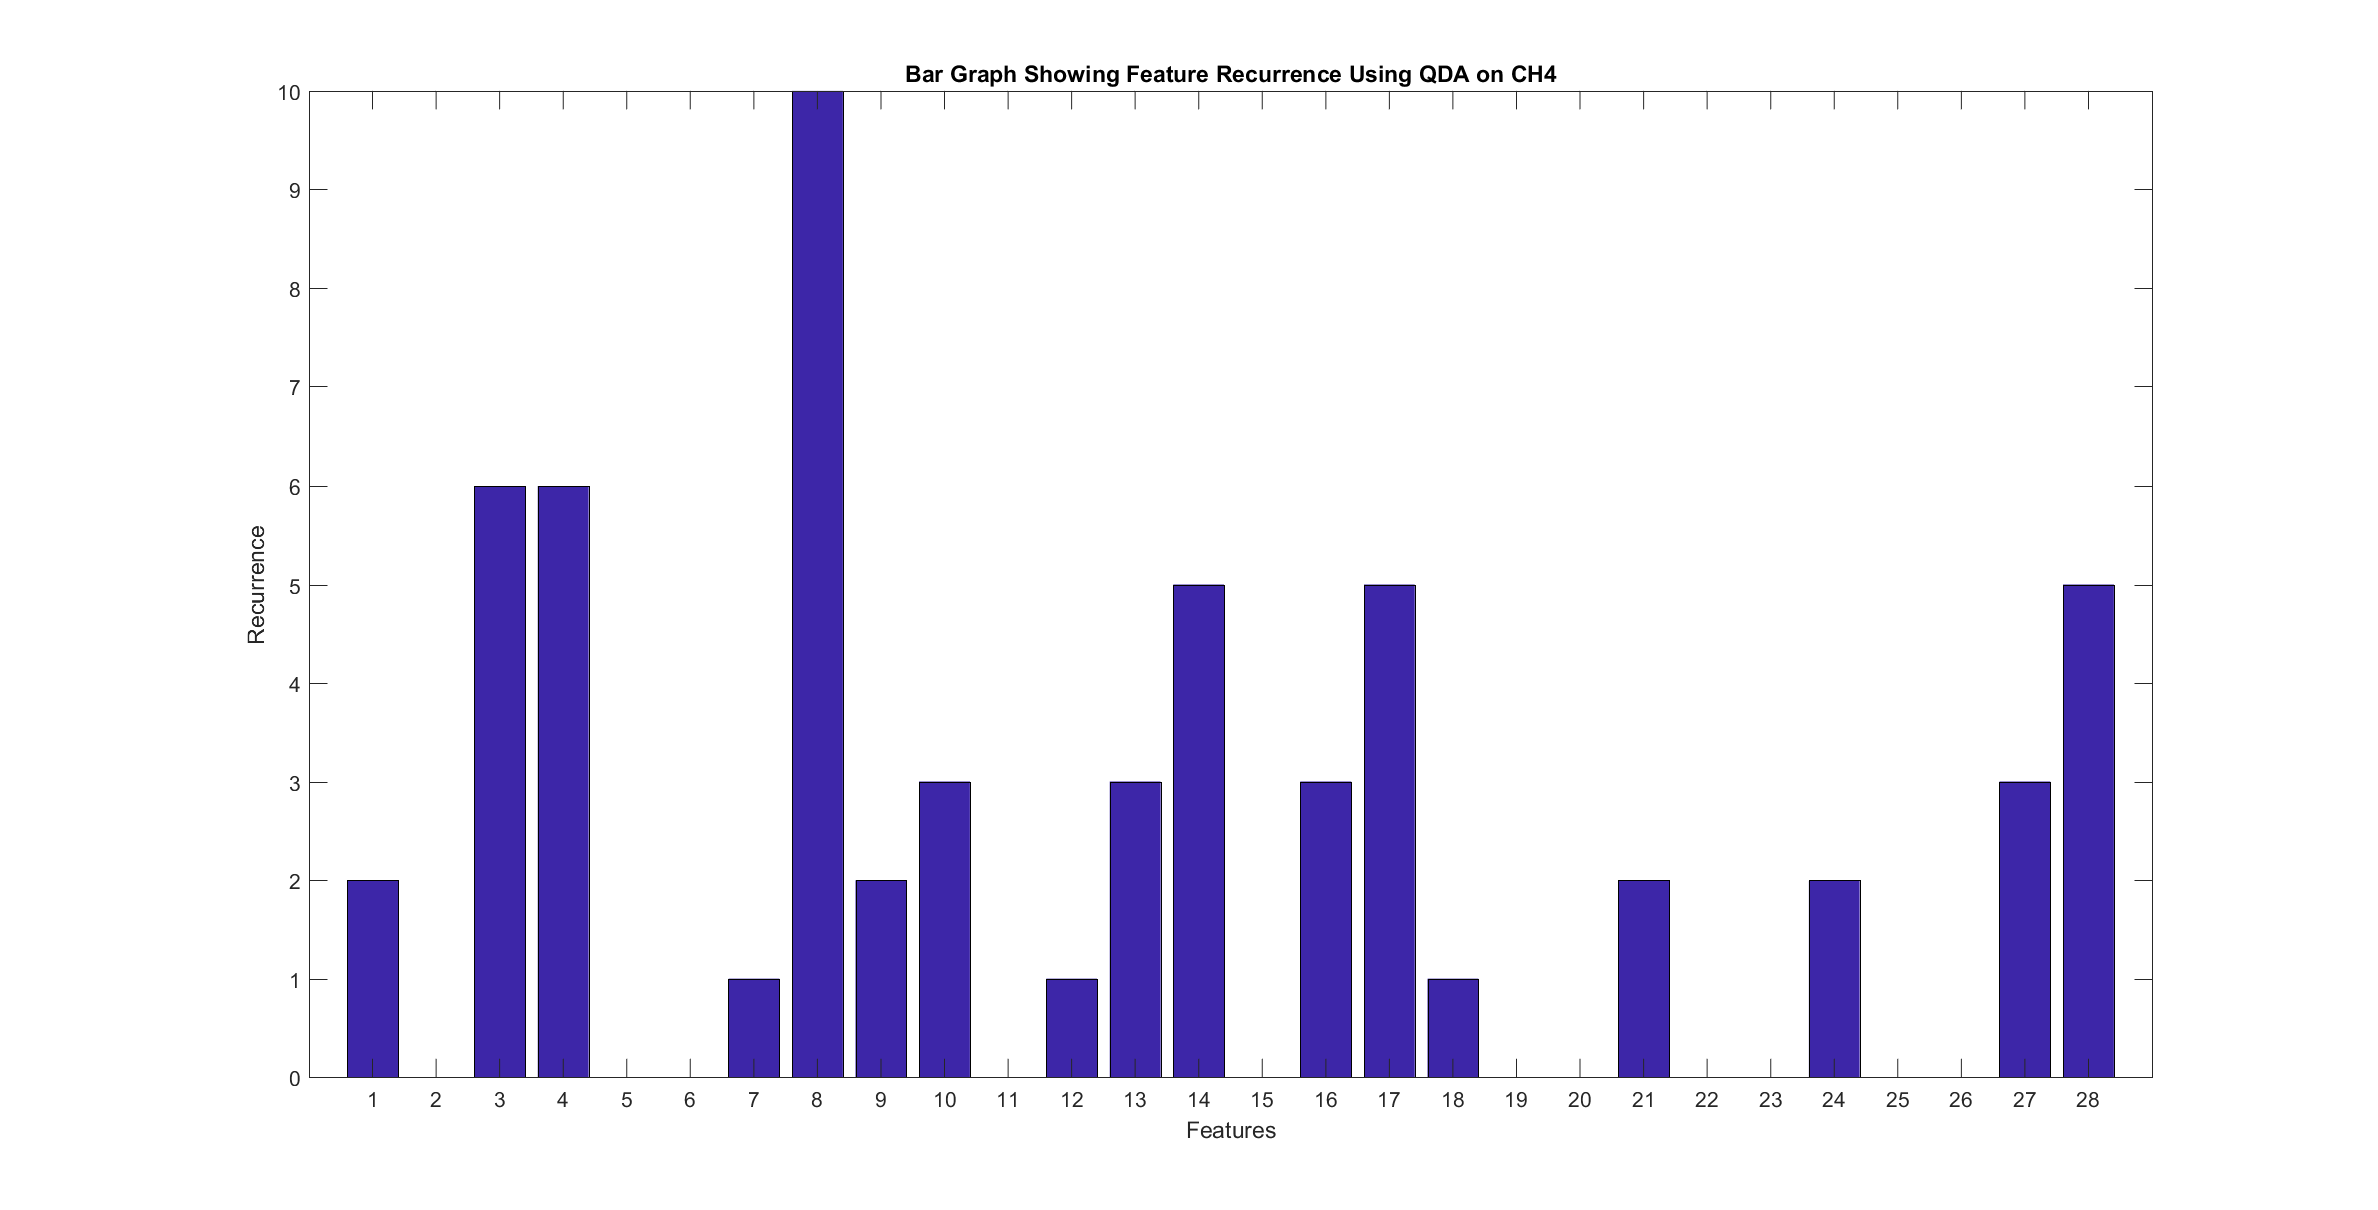 Bar Graph Showing Feature Recurrence Using QDA on CH4
10
9
8
7
6
5
4
3
2
1
0
Recurrence
1 2 3 4 5 6 7 8 9 10 11 12 13 14 15 16 17 18 19 20 21 22 23 24 25 26 27 28
Features